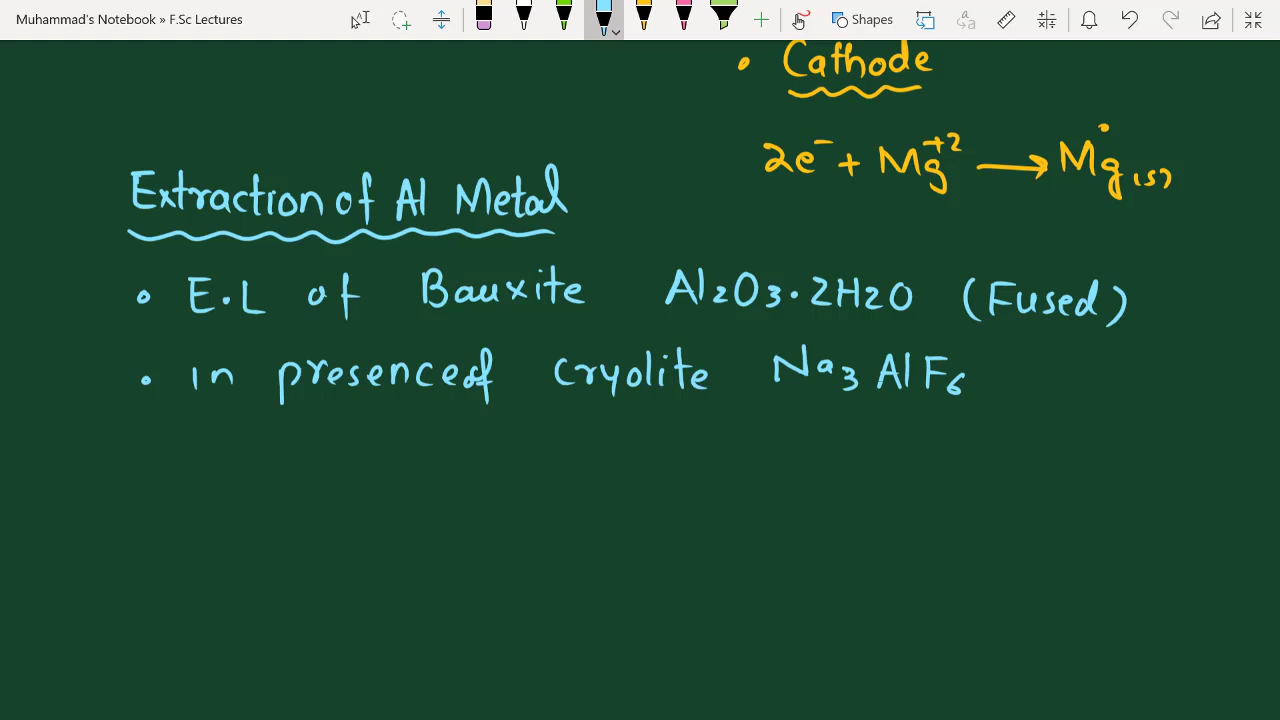 Muhammad's Notebook » F.Sc Lectures
Shapes
• Cathode
2e⁻ + Mg⁺² → Mg°(s)
Extraction of Al Metal
• E.L of Bauxite Al2O3.2H2O (Fused)
• in presence of cryolite Na3AlF6